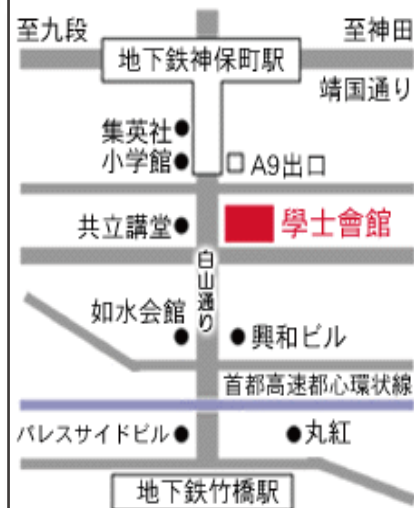 至九段
至神田
地下鉄神保町駅
靖国通り
集英社
小学館
A9出口
共立講堂
學士會館
白山通り
如水会館
興和ビル
首都高速都心環状線
パレスサイドビル
丸紅
地下鉄竹橋駅